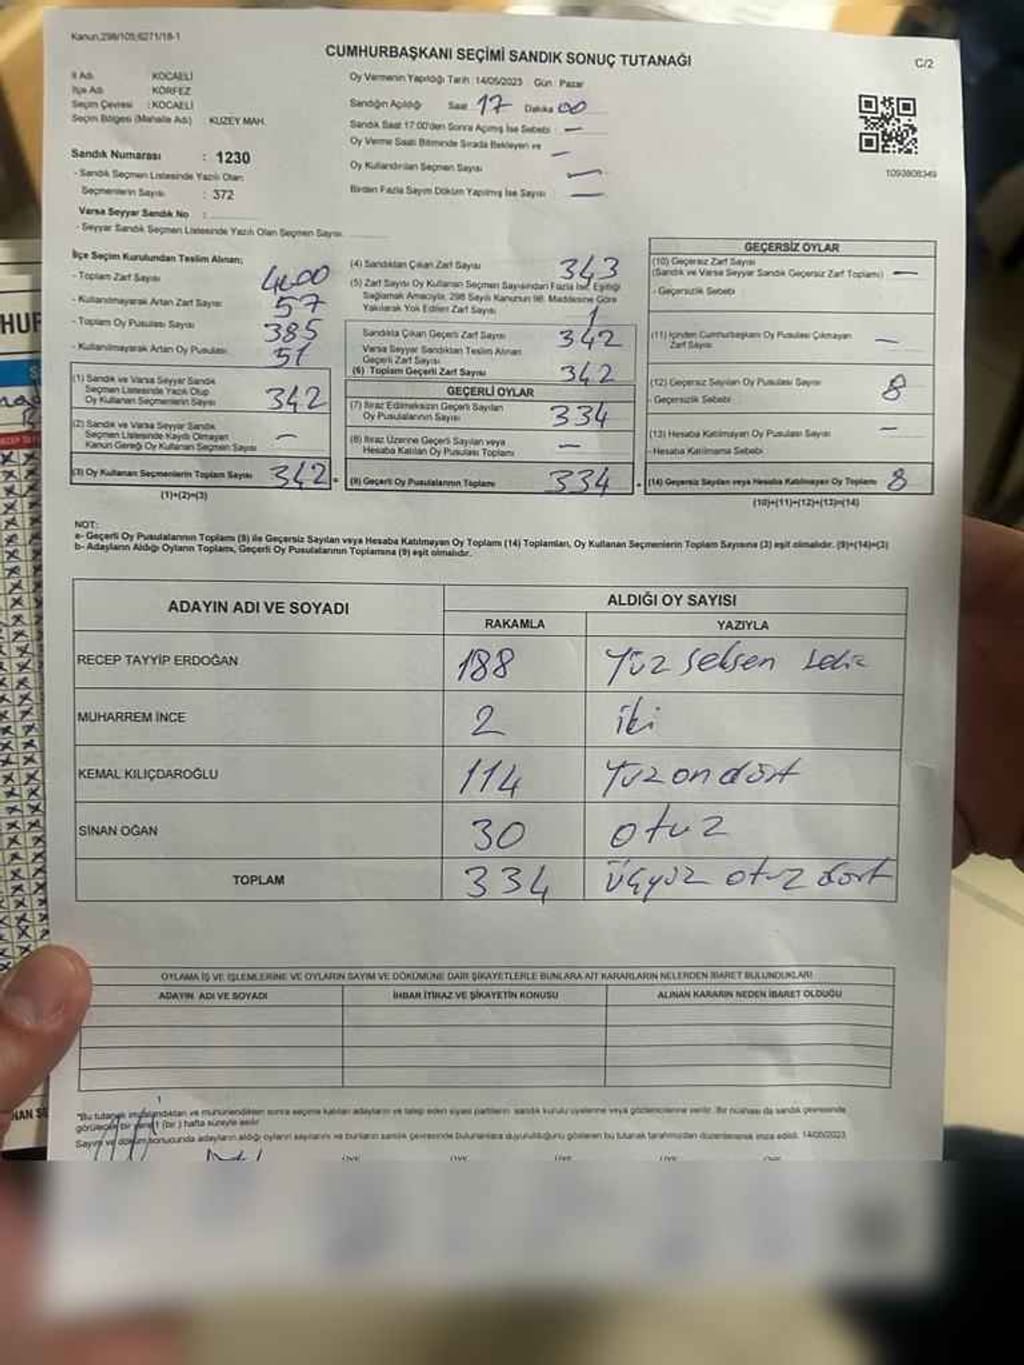 Kanun,298/105;6271/18-1
CUMHURBAŞKANI SEÇİMİ SANDIK SONUÇ TUTANAĞI
C/2
İl Adı KOCAELİ
İlçe Adı KÖRFEZ
Seçim Çevresi : KOCAELİ
Seçim Bölgesi (Mahalle Adı) : KUZEY MAH.
Sandık Numarası : 1230
- Sandık Seçmen Listesinde Yazılı Olan
Seçmenlerin Sayısı : 372
Varsa Seyyar Sandık No :
- Seyyar Sandık Seçmen Listesinde Yazılı Olan Seçmen Sayısı
Oy Vermenin Yapıldığı Tarih : 14/05/2023 Gün : Pazar
Sandığın Açıldığı Saat 17 Dakika 00
Sandık Saat 17:00'den Sonra Açımış İse Sebebi : —
Oy Verme Saati Bitiminde Sırada Bekleyen ve —
Oy Kullandırılan Seçmen Sayısı —
Birden Fazla Sayım Döküm Yapılmış İse Sayısı —
1093808349
İlçe Seçim Kurulundan Teslim Alınan;
- Toplam Zarf Sayısı 400
- Kullanılmayarak Artan Zarf Sayısı 57
- Toplam Oy Pusulası Sayısı 385
- Kullanılmayarak Artan Oy Pusulası 51
(1) Sandık ve Varsa Seyyar Sandık
Seçmen Listesinde Yazılı Olup
Oy Kullanan Seçmenlerin Sayısı 342
(2) Sandık ve Varsa Seyyar Sandık
Seçmen Listesinde Kayıtlı Olmayan
Kanun Gereği Oy Kullanan Seçmen Sayısı —
(3) Oy Kullanan Seçmenlerin Toplam Sayısı 342 =
(1)+(2)=(3)
(4) Sandıktan Çıkan Zarf Sayısı 343
(5) Zarf Sayısı Oy Kullanan Seçmen Sayısından Fazla İse, Eşitliği
Sağlamak Amacıyla, 298 Sayılı Kanunun 98. Maddesine Göre
Yakılarak Yok Edilen Zarf Sayısı 1
Sandıkta Çıkan Geçerli Zarf Sayısı 342
Varsa Seyyar Sandıktan Teslim Alınan
Geçerli Zarf Sayısı
(6) Toplam Geçerli Zarf Sayısı 342
GEÇERLİ OYLAR
(7) İtiraz Edilmeksizin Geçerli Sayılan
Oy Pusulalarının Sayısı 334
(8) İtiraz Üzerine Geçerli Sayılan veya
Hesaba Katılan Oy Pusulası Toplamı —
(9) Geçerli Oy Pusulalarının Toplamı 334
GEÇERSİZ OYLAR
(10) Geçersiz Zarf Sayısı
(Sandık ve Varsa Seyyar Sandık Geçersiz Zarf Toplamı) —
- Geçersizlik Sebebi
(11) İçinden Cumhurbaşkanı Oy Pusulası Çıkmayan
Zarf Sayısı —
(12) Geçersiz Sayılan Oy Pusulası Sayısı 8
- Geçersizlik Sebebi
(13) Hesaba Katılmayan Oy Pusulası Sayısı —
- Hesaba Katılmama Sebebi
(14) Geçersiz Sayılan veya Hesaba Katılmayan Oy Toplamı 8
(10)+(11)+(12)+(13)=(14)
NOT:
a- Geçerli Oy Pusulalarının Toplamı (9) ile Geçersiz Sayılan veya Hesaba Katılmayan Oy Toplamı (14) Toplamları, Oy Kullanan Seçmenlerin Toplam Sayısına (3) eşit olmalıdır. (9)+(14)=(3)
b- Adayların Aldığı Oyların Toplamı, Geçerli Oy Pusulalarının Toplamına (9) eşit olmalıdır.
ADAYIN ADI VE SOYADI
ALDIĞI OY SAYISI
RAKAMLA YAZIYLA
RECEP TAYYİP ERDOĞAN 188 Yüz seksen sekiz
MUHARREM İNCE 2 iki
KEMAL KILIÇDAROĞLU 114 Yüz on dört
SİNAN OĞAN 30 otuz
TOPLAM 334 üçyüz otuz dört
OYLAMA İŞ VE İŞLEMLERİNE VE OYLARIN SAYIM VE DÖKÜMÜNE DAİR ŞİKAYETLERLE BUNLARA AİT KARARLARIN NELERDEN İBARET BULUNDUKLARI
ADAYIN ADI VE SOYADI İHBAR İTİRAZ VE ŞİKAYETİN KONUSU ALINAN KARARIN NEDEN İBARET OLDUĞU
1
"Bu tutanak imzalandıktan ve mühürlendikten sonra seçime katılan adayların ve talep eden siyasi partilerin sandık kurulu üyelerine veya gözlemcilerine verilir. Bir nüshası da sandık çevresinde
görülecek bir yere 1 (bir) hafta süreyle asılır.
Sayım ve döküm sonucunda adayların aldığı oyların sayılarını ve bunların sandık çevresinde bulunanlara duyurulduğunu gösteren bu tutanak tarafımızdan düzenlenerek imza edildi. 14/05/2023